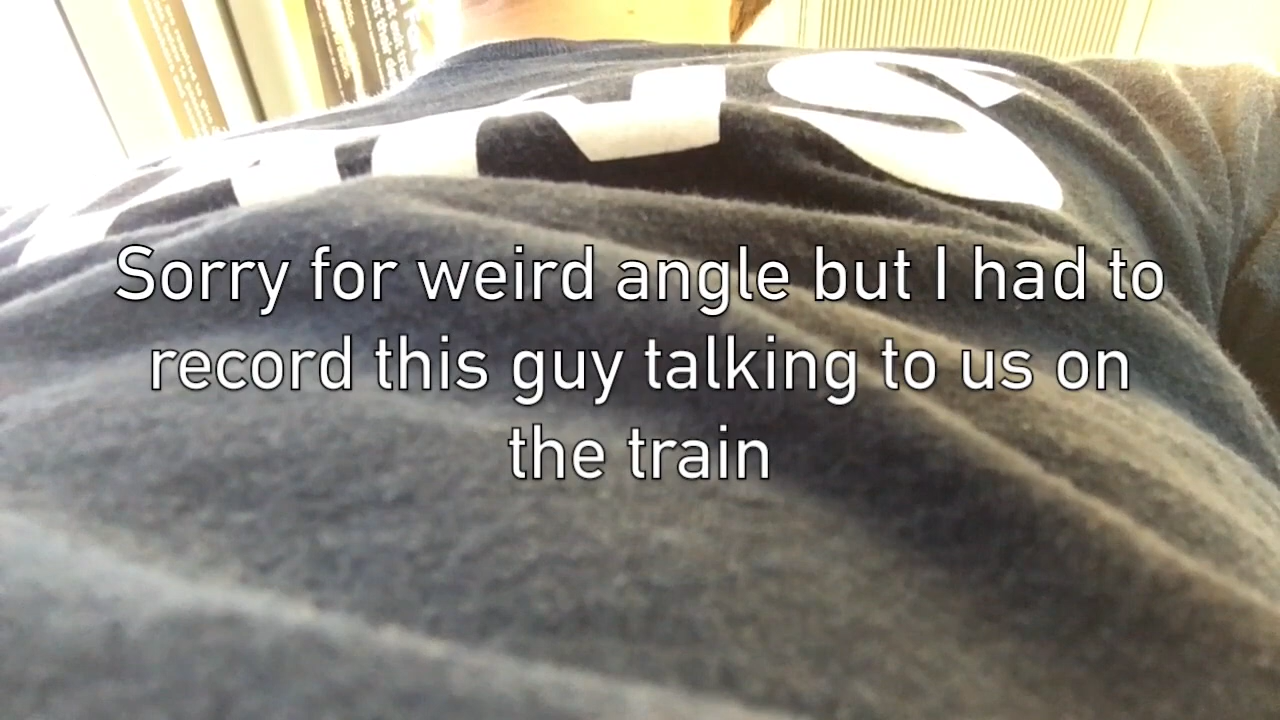 Sorry for weird angle but I had to
record this guy talking to us on
the train